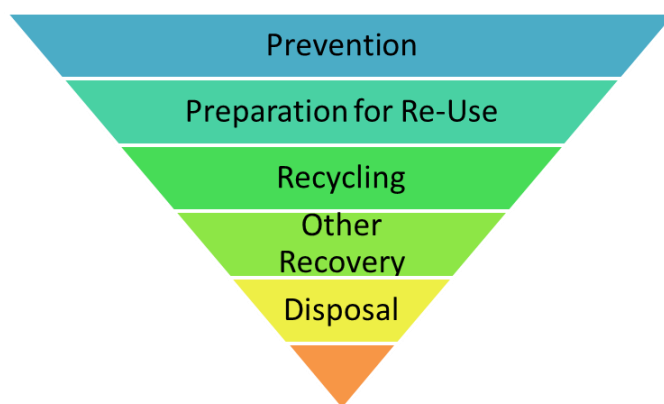 Prevention
Preparation for Re-Use
Recycling
Other
Recovery
Disposal